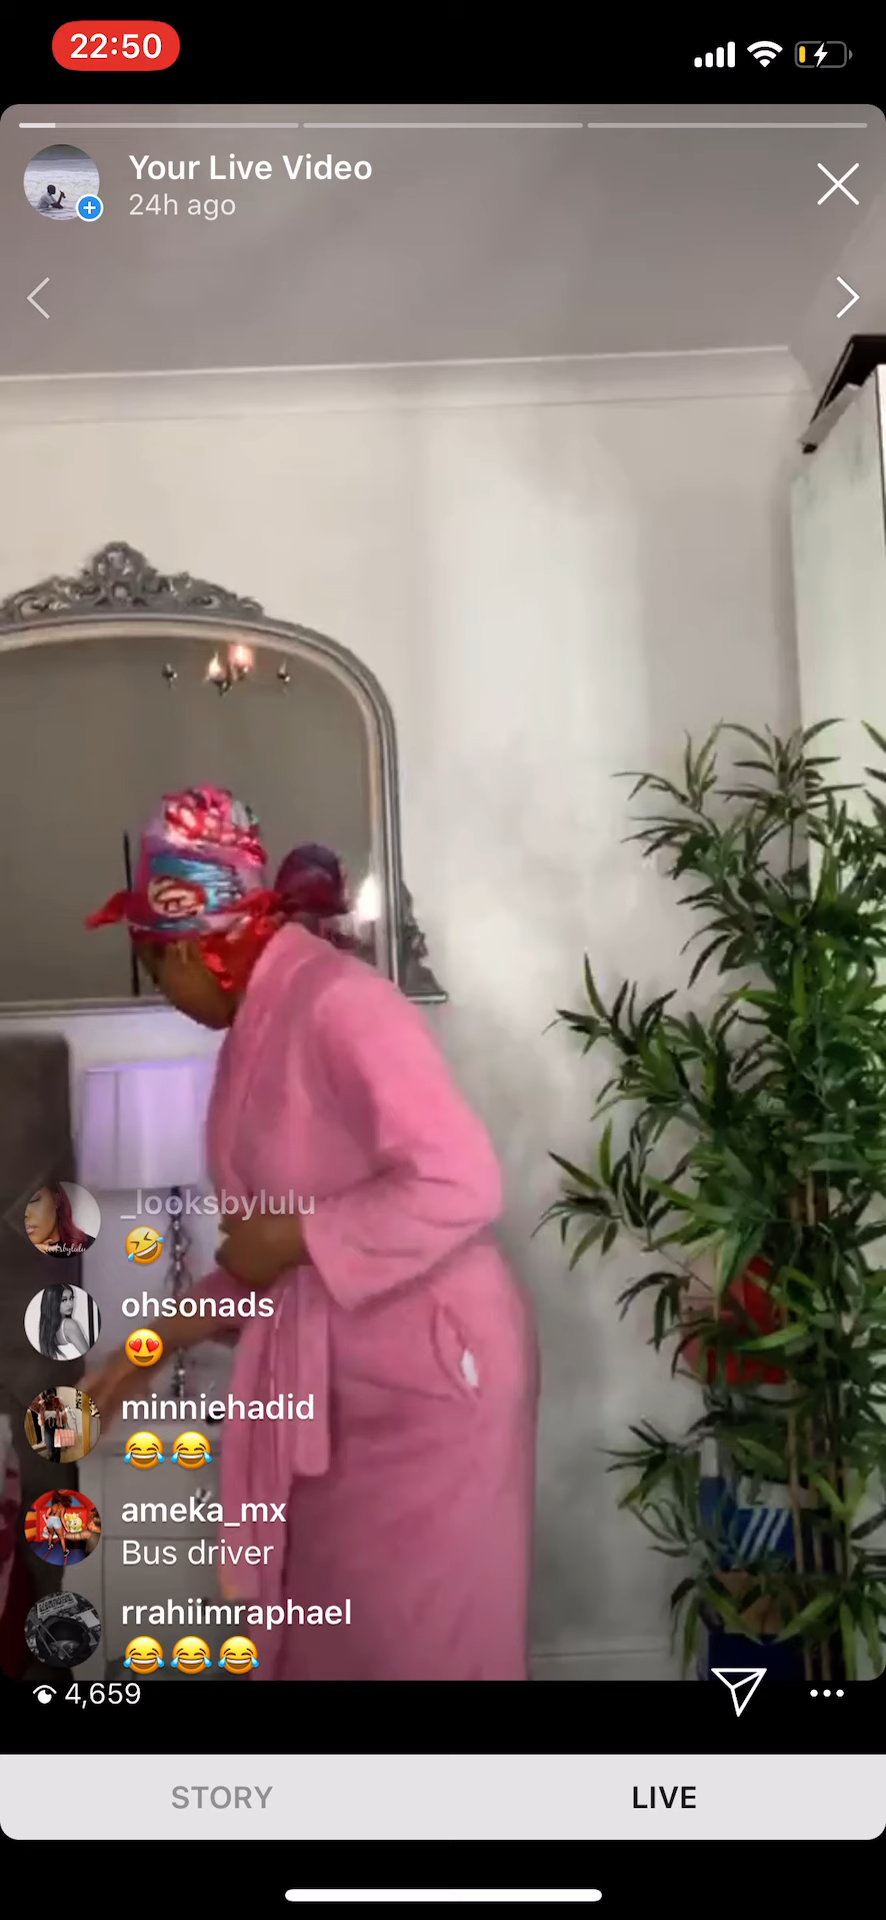 22:50
Your Live Video
24h ago
_looksbylulu
🤣
ohsonads
😍
minniehadid
😂😂
ameka_mx
Bus driver
rrahiimraphael
😂😂😂
4,659
STORY
LIVE